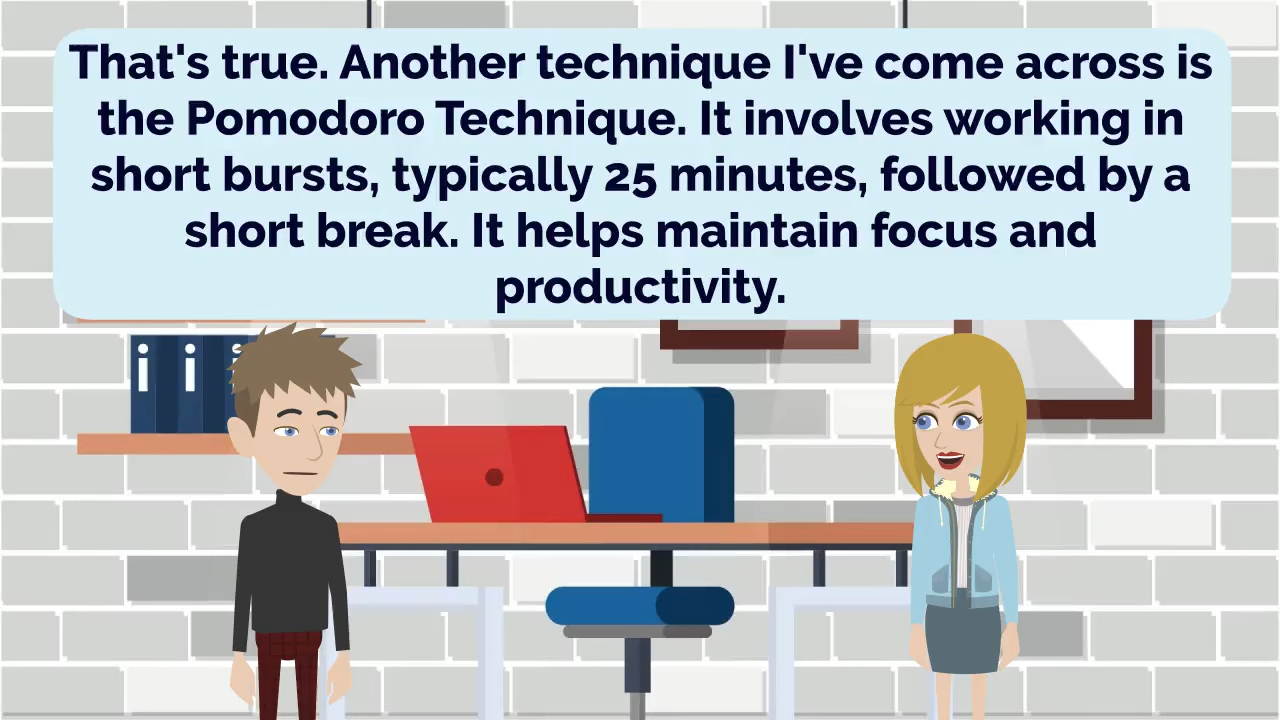 That's true. Another technique I've come across is
the Pomodoro Technique. It involves working in
short bursts, typically 25 minutes, followed by a
short break. It helps maintain focus and
productivity.